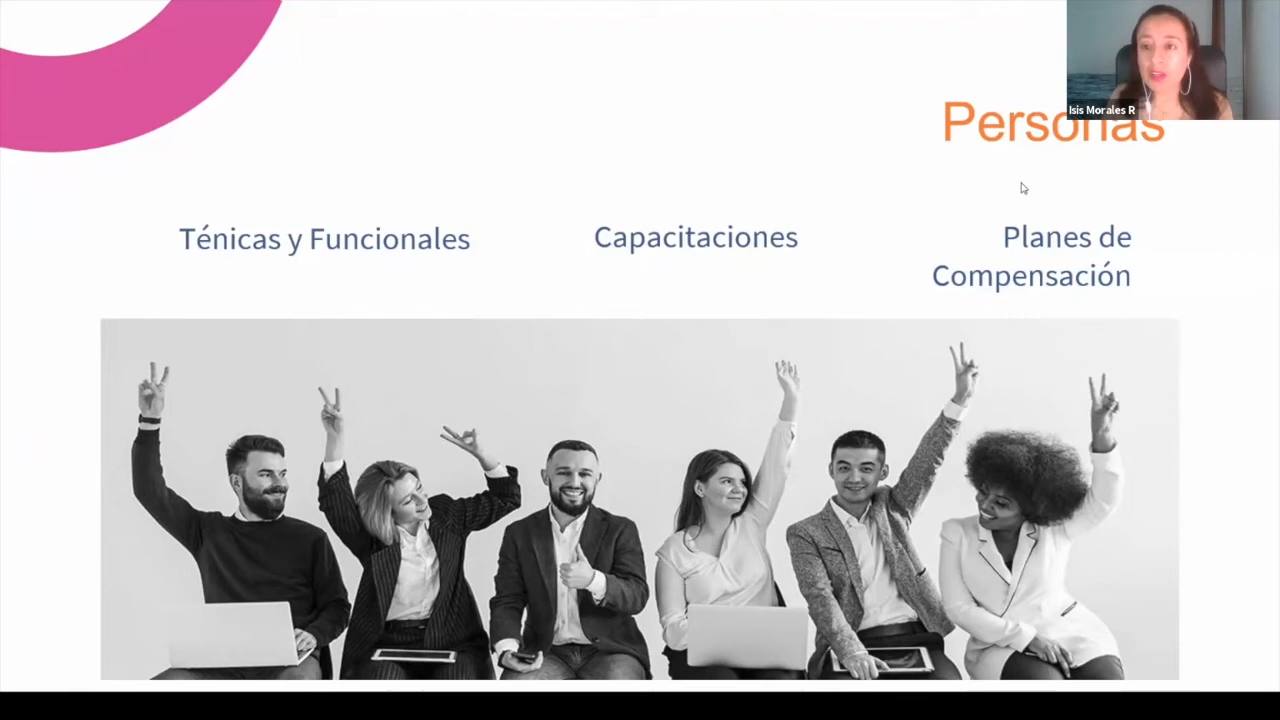 Isis Morales R
Personas
Ténicas y Funcionales
Capacitaciones
Planes de
Compensación